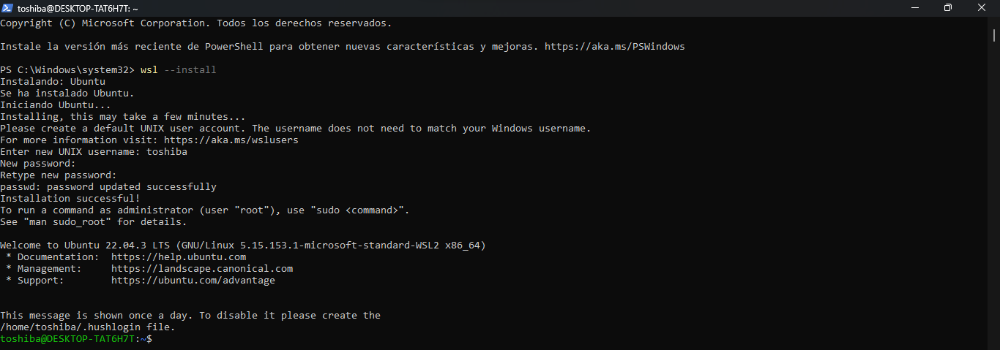 toshiba@DESKTOP-TAT6H7T: ~
Copyright (C) Microsoft Corporation. Todos los derechos reservados.
Instale la versión más reciente de PowerShell para obtener nuevas características y mejoras. https://aka.ms/PSWindows
PS C:\Windows\system32> wsl --install
Instalando: Ubuntu
Se ha instalado Ubuntu.
Iniciando Ubuntu...
Installing, this may take a few minutes...
Please create a default UNIX user account. The username does not need to match your Windows username.
For more information visit: https://aka.ms/wslusers
Enter new UNIX username: toshiba
New password:
Retype new password:
passwd: password updated successfully
Installation successful!
To run a command as administrator (user "root"), use "sudo <command>".
See "man sudo_root" for details.
Welcome to Ubuntu 22.04.3 LTS (GNU/Linux 5.15.153.1-microsoft-standard-WSL2 x86_64)
* Documentation: https://help.ubuntu.com
* Management: https://landscape.canonical.com
* Support: https://ubuntu.com/advantage
This message is shown once a day. To disable it please create the
/home/toshiba/.hushlogin file.
toshiba@DESKTOP-TAT6H7T:~$